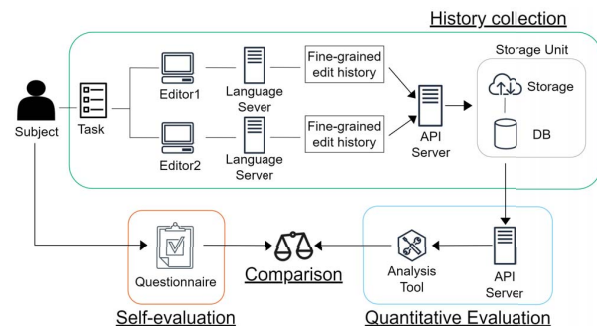 History collection
Storage Unit
Fine-grained
edit history
Editor1
Language
Sever
Storage
Subject
Task
API
Server
DB
Fine-grained
edit history
Editor2
Language
Server
Questionnaire
Comparison
Analysis
Tool
API
Server
Self-evaluation
Quantitative Evaluation